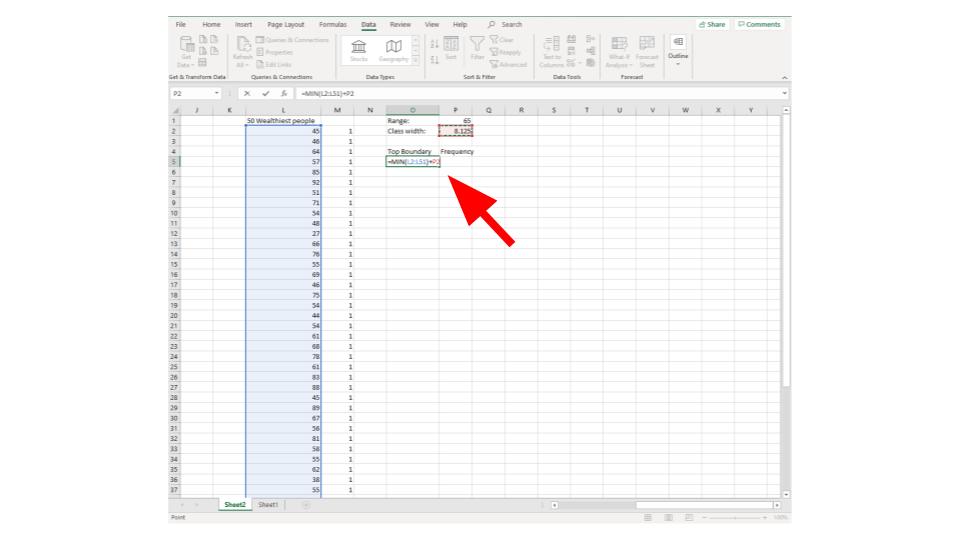 File Home Insert Page Layout Formulas Data Review View Help Search Share Comments
Get Data Refresh All Queries & Connections Properties Edit Links Stocks Geography Sort Filter Clear Reapply Advanced Text to Columns What-If Analysis Forecast Sheet Outline
Get & Transform Data Queries & Connections Data Types Sort & Filter Data Tools Forecast
P2 fx =MIN(L2:L51)+P2
J K L M N O P Q R S T U V W X Y
1 50 Wealthiest people Range: 65
2 45 1 Class width: 8.125
3 46 1
4 64 1 Top Boundary Frequency
5 57 1 =MIN(L2:L51)+P2
6 85 1
7 92 1
8 51 1
9 71 1
10 54 1
11 48 1
12 27 1
13 66 1
14 76 1
15 55 1
16 69 1
17 46 1
18 75 1
19 54 1
20 44 1
21 54 1
22 61 1
23 68 1
24 78 1
25 61 1
26 83 1
27 88 1
28 45 1
29 89 1
30 67 1
31 56 1
32 81 1
33 58 1
34 55 1
35 62 1
36 38 1
37 55 1
Sheet2 Sheet1
Point 100%